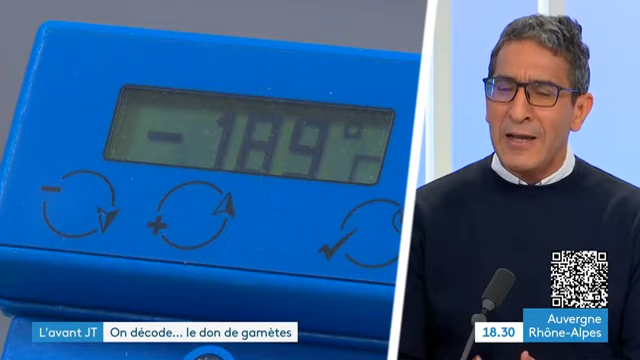 -189°C
L'avant JT
On décode... le don de gamètes
18.30
Auvergne
Rhône-Alpes